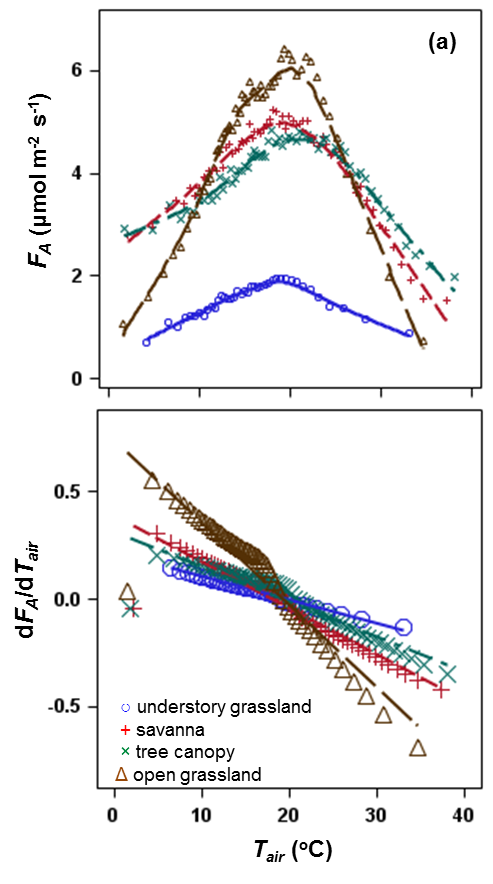 (a)
6
4
2
0
F_A (μmol m⁻² s⁻¹)
0.5
0.0
-0.5
dF_A/dT_air
understory grassland
savanna
tree canopy
open grassland
0 10 20 30 40
T_air (°C)